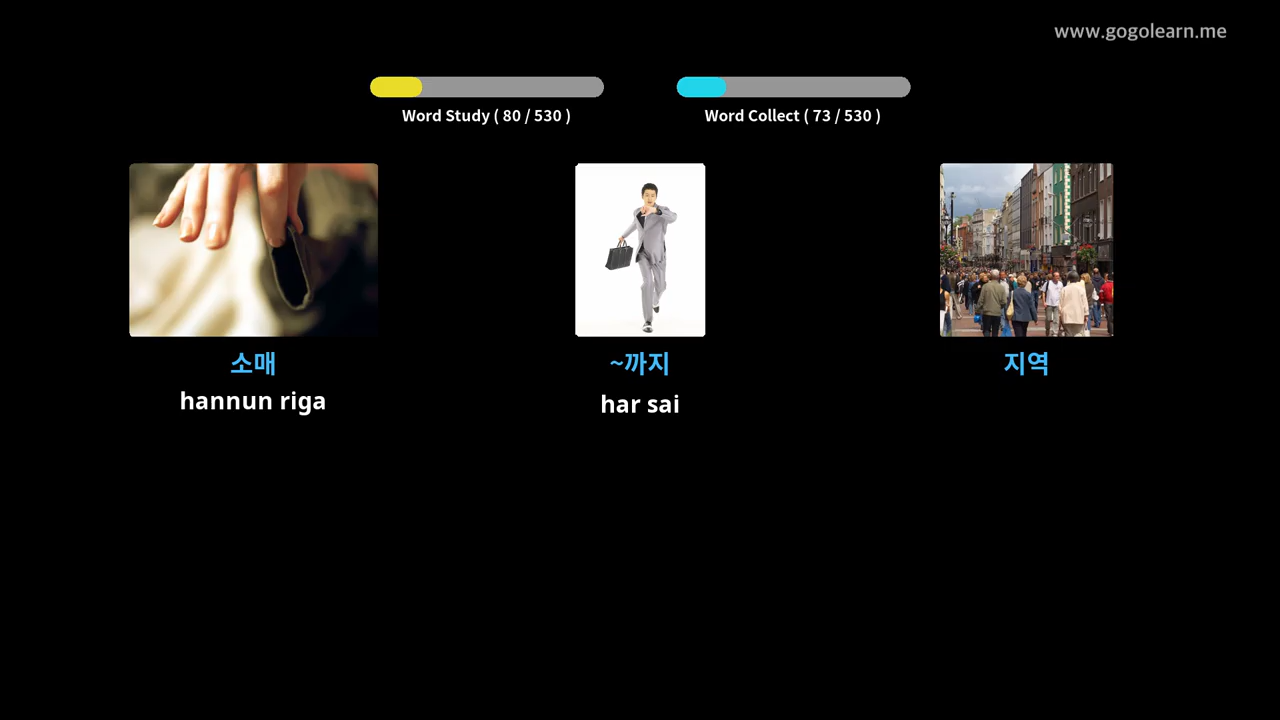 www.gogolearn.me
Word Study ( 80 / 530 )
Word Collect ( 73 / 530 )
소매
~까지
지역
hannun riga
har sai